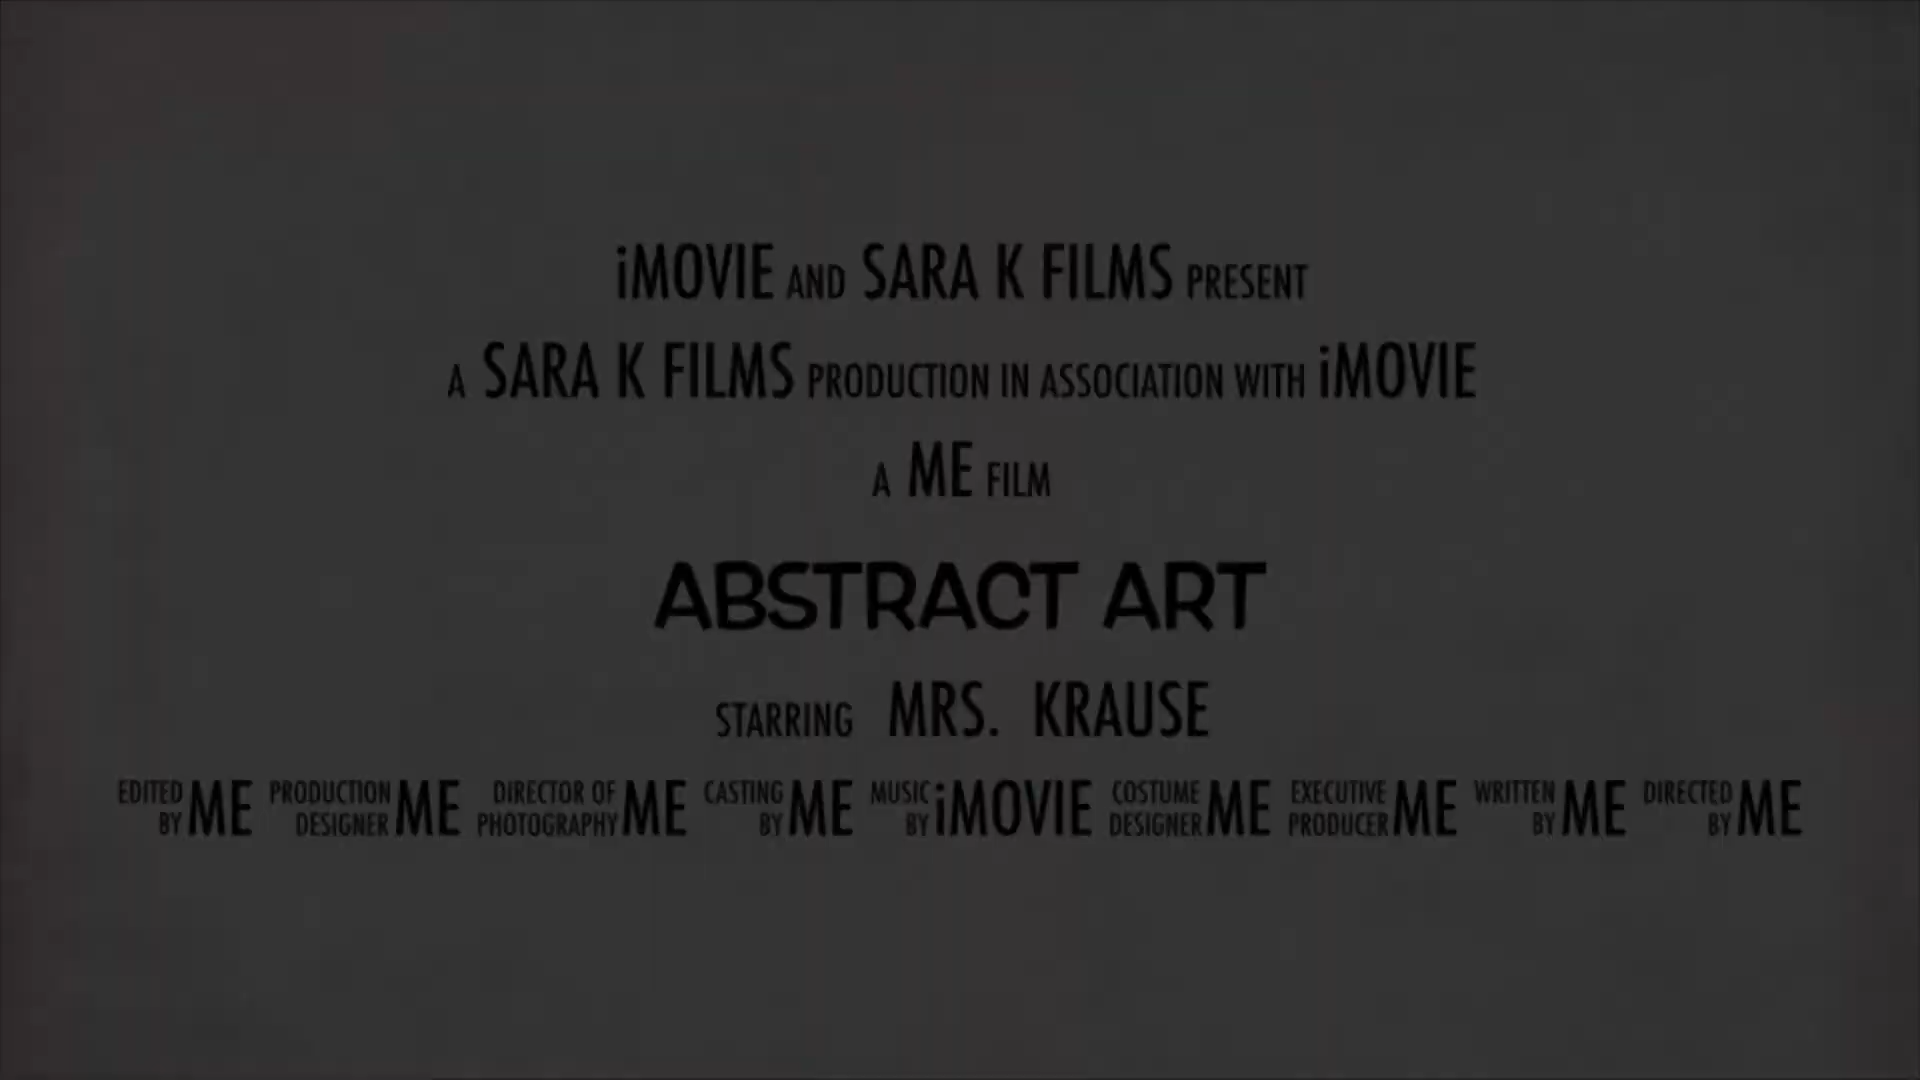 iMOVIE AND SARA K FILMS PRESENT
A SARA K FILMS PRODUCTION IN ASSOCIATION WITH iMOVIE
A ME FILM
ABSTRACT ART
STARRING MRS. KRAUSE
EDITED BY ME PRODUCTION DESIGNER ME DIRECTOR OF PHOTOGRAPHY ME CASTING BY ME MUSIC BY iMOVIE COSTUME DESIGNER ME EXECUTIVE PRODUCER ME WRITTEN BY ME DIRECTED BY ME